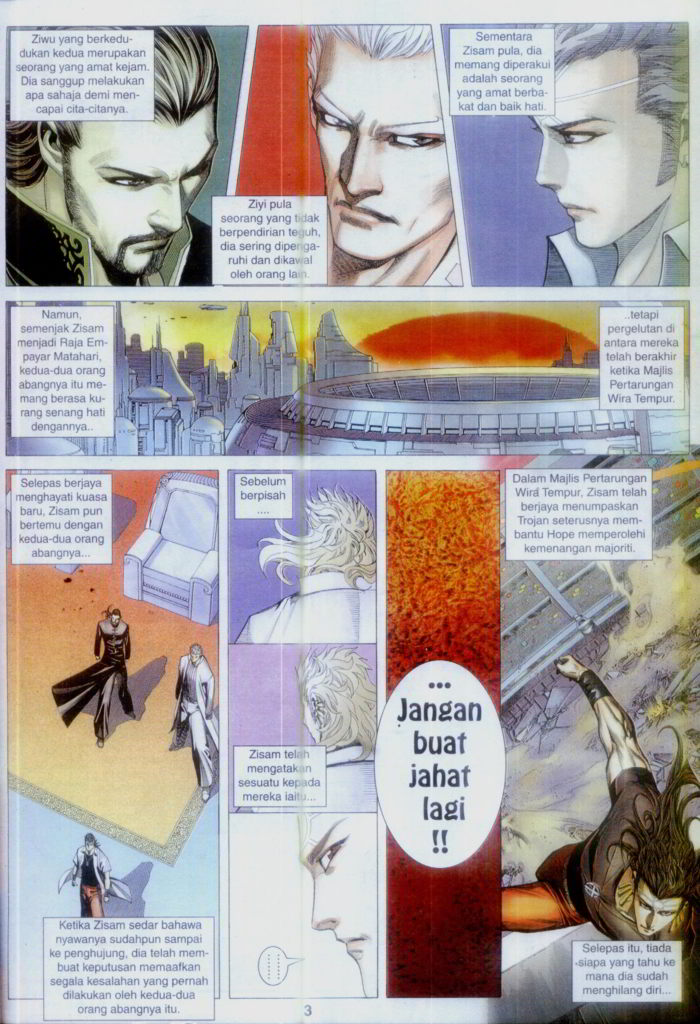 Ziwu yang berkedu-
dukan kedua merupakan
seorang yang amat kejam.
Dia sanggup melakukan
apa sahaja demi men-
capai cita-citanya.
Ziyi pula
seorang yang tidak
berpendirian teguh,
dia sering dipenga-
ruhi dan dikawal
oleh orang lain.
Sementara
Zisam pula, dia
memang diperakui
adalah seorang
yang amat berba-
kat dan baik hati.
Namun,
semenjak Zisam
menjadi Raja Em-
payar Matahari,
kedua-dua orang
abangnya itu me-
mang berasa ku-
rang senang hati
dengannya..
..tetapi
pergelutan di
antara mereka
telah berakhir
ketika Majlis
Pertarungan
Wira Tempur.
Selepas berjaya
menghayati kuasa
baru, Zisam pun
bertemu dengan
kedua-dua orang
abangnya...
Ketika Zisam sedar bahawa
nyawanya sudahpun sampai
ke penghujung, dia telah mem-
buat keputusan memaafkan
segala kesalahan yang pernah
dilakukan oleh kedua-dua
orang abangnya itu.
Sebelum
berpisah
....
Zisam telah
mengatakan
sesuatu kepada
mereka iaitu...
...
Jangan
buat
jahat
lagi
!!
Dalam Majlis Pertarungan
Wira Tempur, Zisam telah
berjaya menumpaskan
Trojan seterusnya mem-
bantu Hope memperolehi
kemenangan majoriti.
Selepas itu, tiada
siapa yang tahu ke
mana dia sudah
menghilang diri...
3